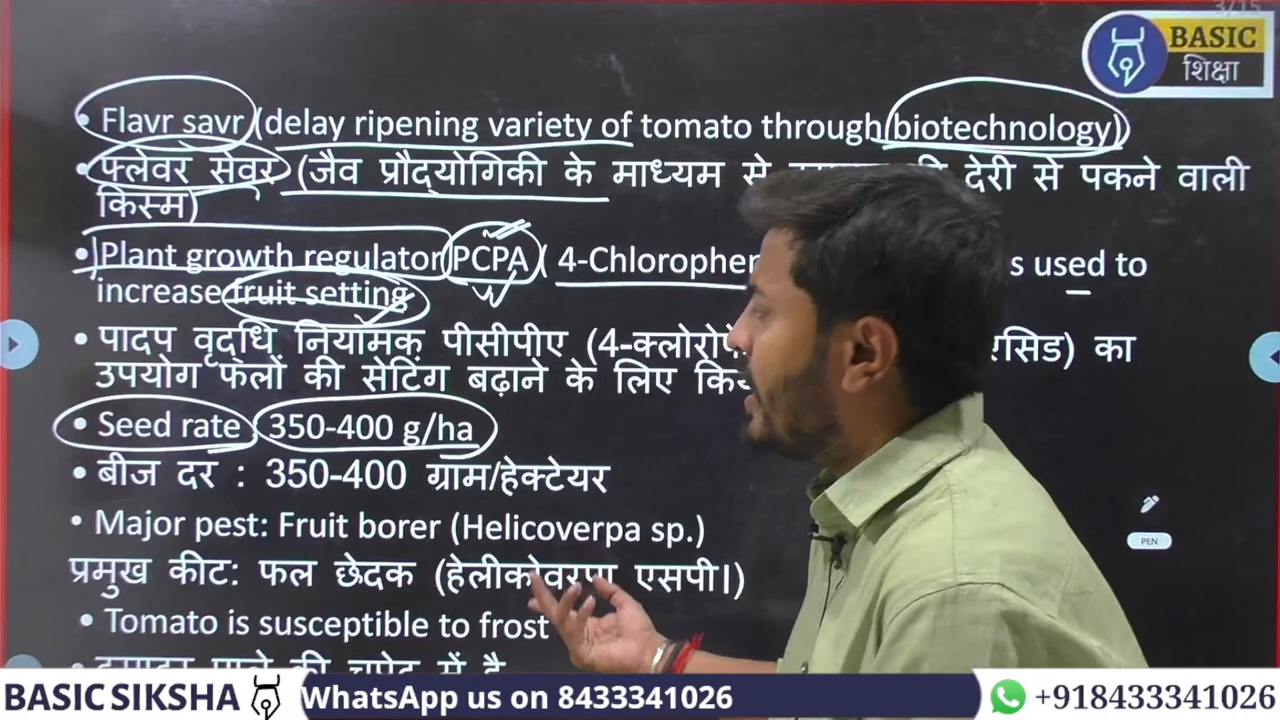 3/15
BASIC
शिक्षा
• Flavr savr (delay ripening variety of tomato through biotechnology)
• फ्लेवर सेवर (जैव प्रौद्योगिकी के माध्यम से देरी से पकने वाली
किस्म)
• Plant growth regulator PCPA ( 4-Chlorophen used to
increase fruit setting
• पादप वृद्धि नियामक पीसीपीए (4-क्लोरोफे का
उपयोग फलों की सेटिंग बढ़ाने के लिए
• Seed rate 350-400 g/ha
• बीज दर : 350-400 ग्राम/हेक्टेयर
• Major pest: Fruit borer (Helicoverpa sp.)
प्रमुख कीट: फल छेदक (हेलीकोवरपा एसपी।)
• Tomato is susceptible to frost
PEN
BASIC SIKSHA WhatsApp us on 8433341026 +918433341026